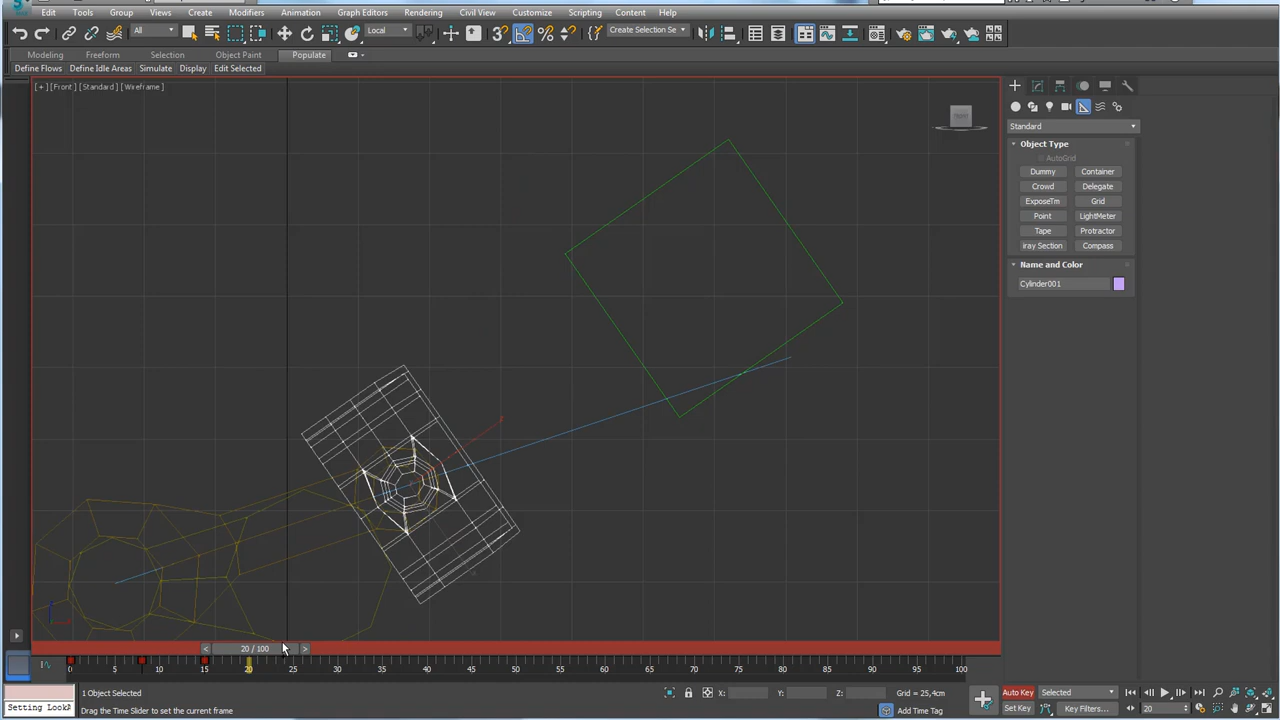 Edit Tools Group Views Create Modifiers Animation Graph Editors Rendering Civil View Customize Scripting Content Help
All Local Create Selection Se
Modeling Freeform Selection Object Paint Populate
Define Flows Define Idle Areas Simulate Display Edit Selected
[+] [Front] [Standard] [Wireframe]
Standard
Object Type
AutoGrid
Dummy Container
Crowd Delegate
ExposeTm Grid
Point LightMeter
Tape Protractor
iray Section Compass
Name and Color
Cylinder001
< 20 / 100 >
0 5 10 15 20 25 30 35 40 45 50 55 60 65 70 75 80 85 90 95 100
1 Object Selected X: Y: Z: Grid = 25,4cm Auto Key Selected
Setting LookA Drag the Time Slider to set the current frame Add Time Tag Set Key Key Filters... 20